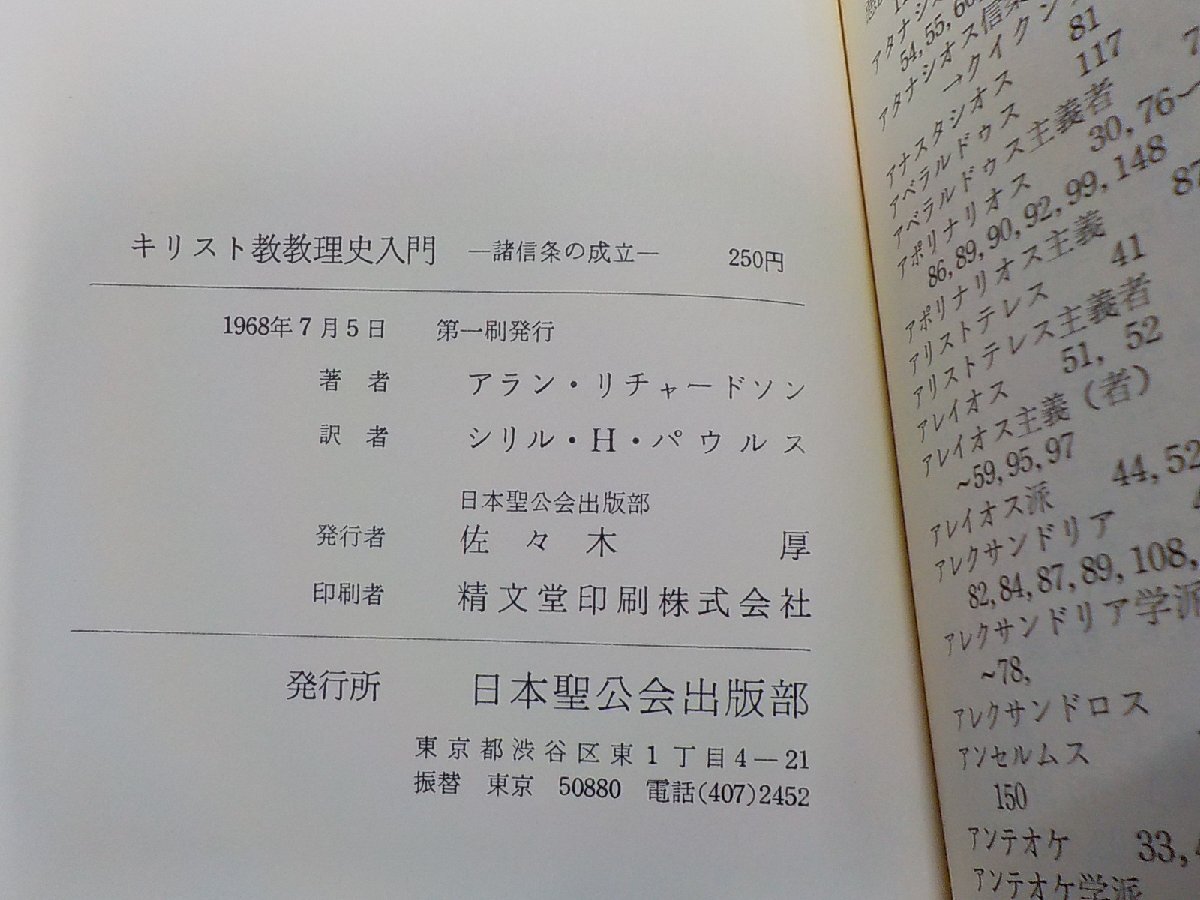 キリスト教教理史入門 ―諸信条の成立― 250円
1968年7月5日 第一刷発行
著者 アラン・リチャードソン
訳者 シリル・H・パウルス
日本聖公会出版部
発行者 佐々木 厚
印刷者 精文堂印刷株式会社
発行所 日本聖公会出版部
東京都渋谷区東1丁目4―21
振替 東京 50880 電話(407)2452
54, 55,
アタナシオス信条
→クイクン
アナスタシオス 81
アベラルドゥス 117
アベラルドゥス主義者
アポリナリオス 30, 76〜
86, 89, 90, 92, 99, 148
アポリナリオス主義 87
アリストテレス 41
アリストテレス主義者
アレイオス 51, 52
アレイオス主義(者)
~59, 95, 97
アレイオス派 44, 52
アレクサンドリア
82, 84, 87, 89, 108,
アレクサンドリア学派
~78,
アレクサンドロス
アンセルムス
150
アンテオケ 33,
アンテオケ学派